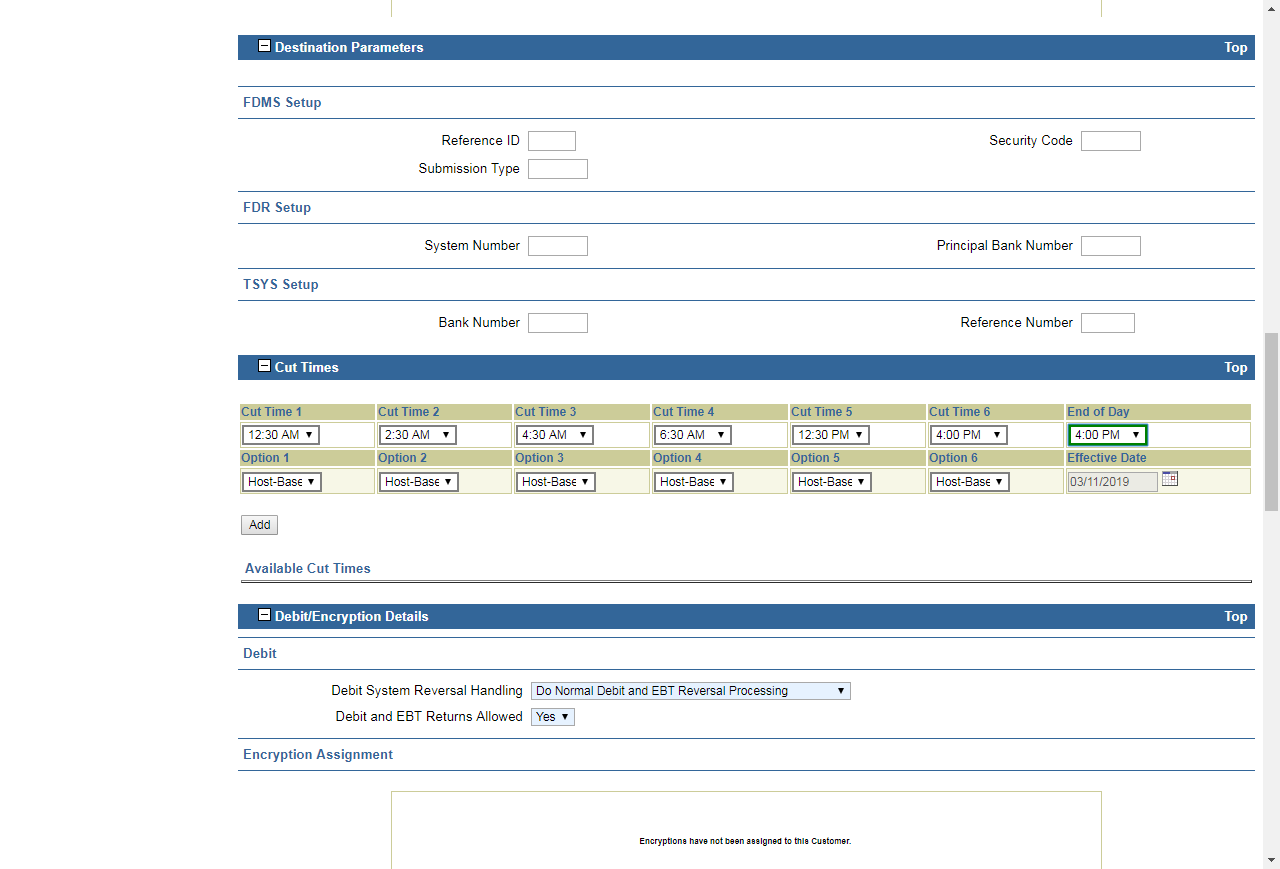 Destination Parameters Top
FDMS Setup
Reference ID Security Code
Submission Type
FDR Setup
System Number Principal Bank Number
TSYS Setup
Bank Number Reference Number
Cut Times Top
Cut Time 1 Cut Time 2 Cut Time 3 Cut Time 4 Cut Time 5 Cut Time 6 End of Day
12:30 AM 2:30 AM 4:30 AM 6:30 AM 12:30 PM 4:00 PM 4:00 PM
Option 1 Option 2 Option 3 Option 4 Option 5 Option 6 Effective Date
Host-Base Host-Base Host-Base Host-Base Host-Base Host-Base 03/11/2019
Add
Available Cut Times
Debit/Encryption Details Top
Debit
Debit System Reversal Handling Do Normal Debit and EBT Reversal Processing
Debit and EBT Returns Allowed Yes
Encryption Assignment
Encryptions have not been assigned to this Customer.